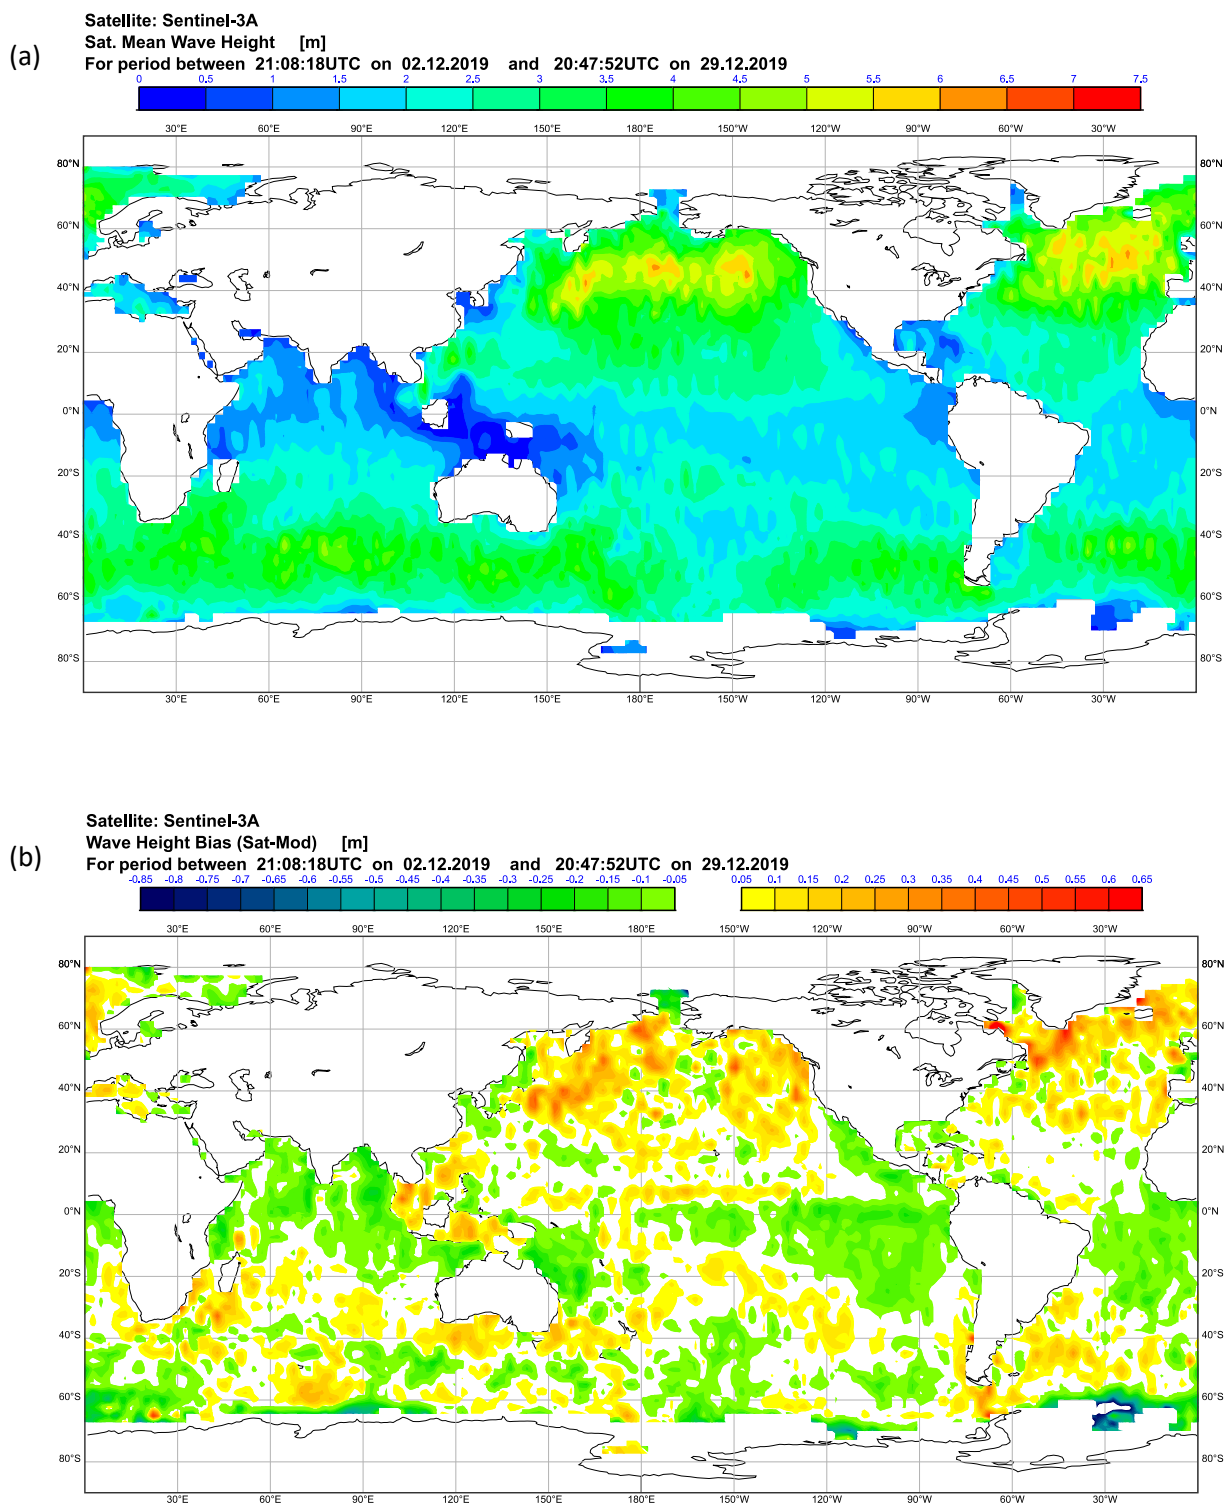 (a)
Satellite: Sentinel-3A
Sat. Mean Wave Height [m]
For period between 21:08:18UTC on 02.12.2019 and 20:47:52UTC on 29.12.2019
0 0.5 1 1.5 2 2.5 3 3.5 4 4.5 5 5.5 6 6.5 7 7.5
30°E 60°E 90°E 120°E 150°E 180°E 150°W 120°W 90°W 60°W 30°W
80°N 80°N
60°N 60°N
40°N 40°N
20°N 20°N
0°N 0°N
20°S 20°S
40°S 40°S
60°S 60°S
80°S 80°S
30°E 60°E 90°E 120°E 150°E 180°E 150°W 120°W 90°W 60°W 30°W
(b)
Satellite: Sentinel-3A
Wave Height Bias (Sat-Mod) [m]
For period between 21:08:18UTC on 02.12.2019 and 20:47:52UTC on 29.12.2019
-0.85 -0.8 -0.75 -0.7 -0.65 -0.6 -0.55 -0.5 -0.45 -0.4 -0.35 -0.3 -0.25 -0.2 -0.15 -0.1 -0.05 0.05 0.1 0.15 0.2 0.25 0.3 0.35 0.4 0.45 0.5 0.55 0.6 0.65
30°E 60°E 90°E 120°E 150°E 180°E 150°W 120°W 90°W 60°W 30°W
80°N 80°N
60°N 60°N
40°N 40°N
20°N 20°N
0°N 0°N
20°S 20°S
40°S 40°S
60°S 60°S
80°S 80°S
30°E 60°E 90°E 120°E 150°E 180°E 150°W 120°W 90°W 60°W 30°W